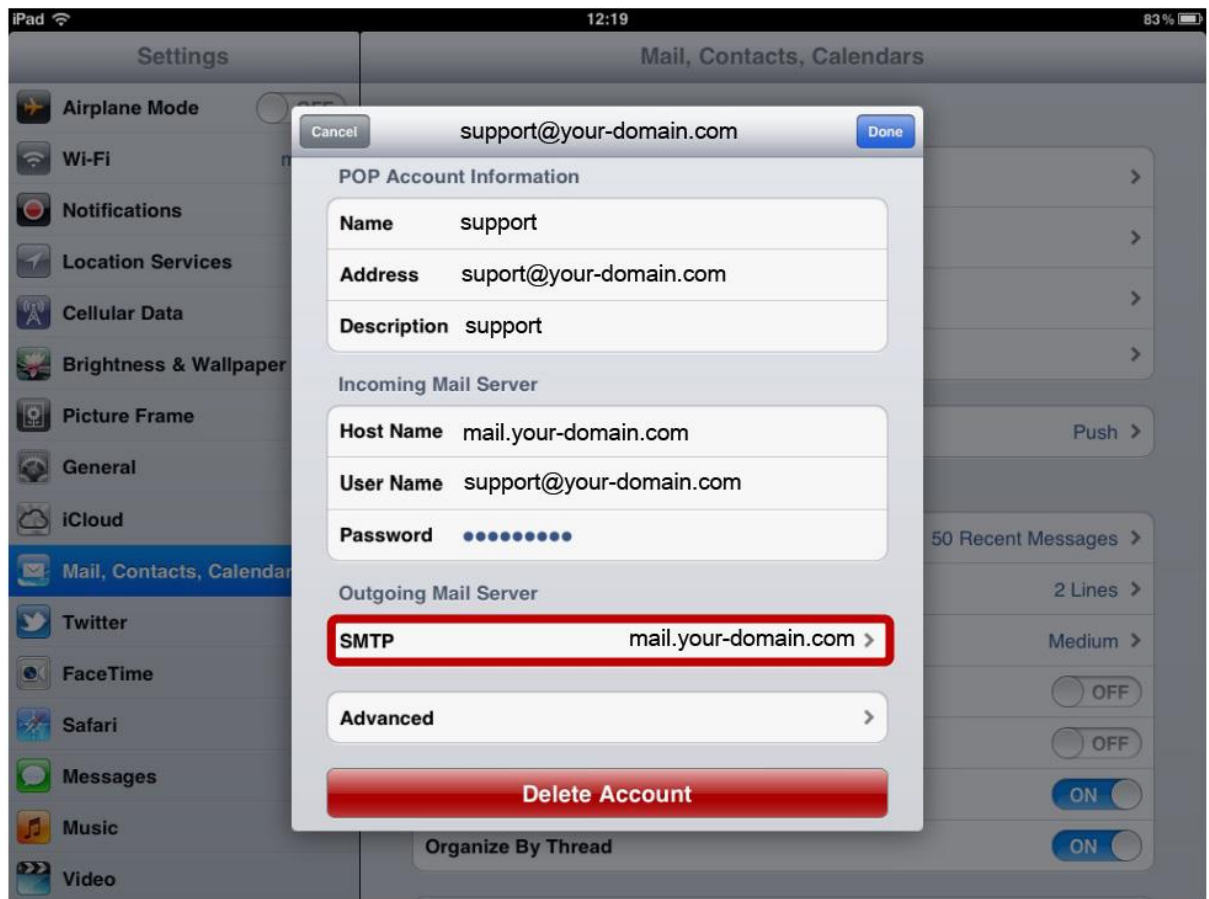 iPad 12:19 83%
Settings Mail, Contacts, Calendars
Airplane Mode
Cancel support@your-domain.com Done
Wi-Fi
POP Account Information
Notifications
Name support
Location Services
Address suport@your-domain.com
Cellular Data
Description support
Brightness & Wallpaper
Incoming Mail Server
Picture Frame
Host Name mail.your-domain.com
Push
General
User Name support@your-domain.com
iCloud
Password •••••••••
50 Recent Messages
Mail, Contacts, Calendar
Outgoing Mail Server
2 Lines
Twitter
SMTP mail.your-domain.com
Medium
FaceTime
OFF
Safari
Advanced
OFF
Messages
Delete Account
ON
Music
Organize By Thread ON
Video